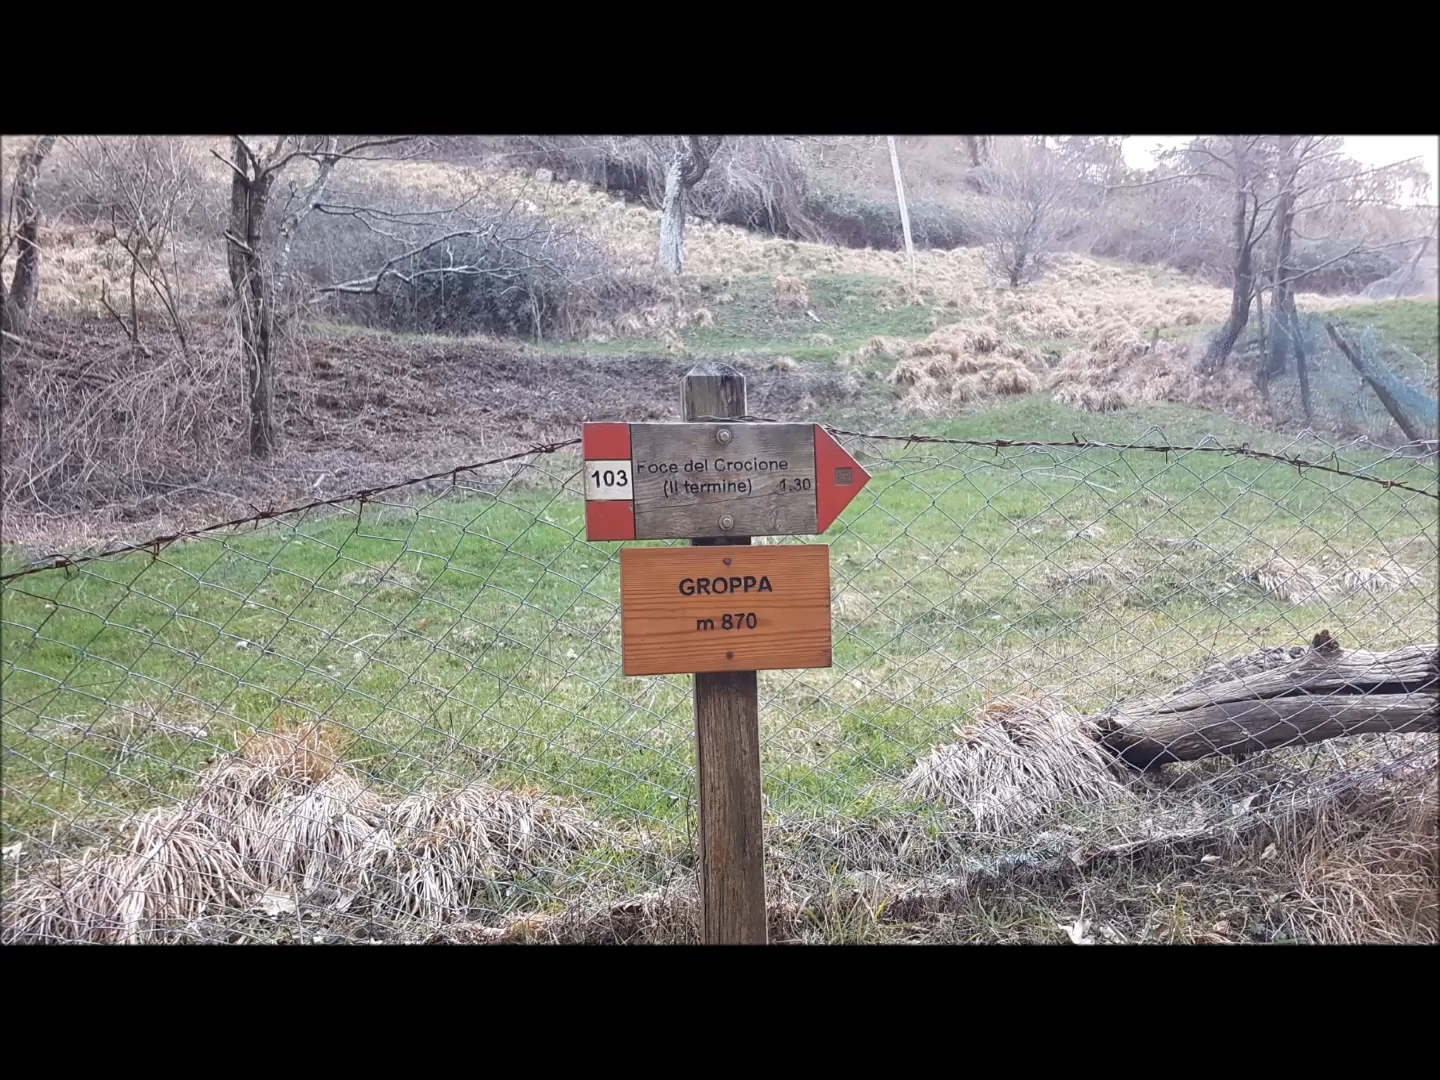 103
Foce del Crocione
(Il termine) 1.30
GROPPA
m 870